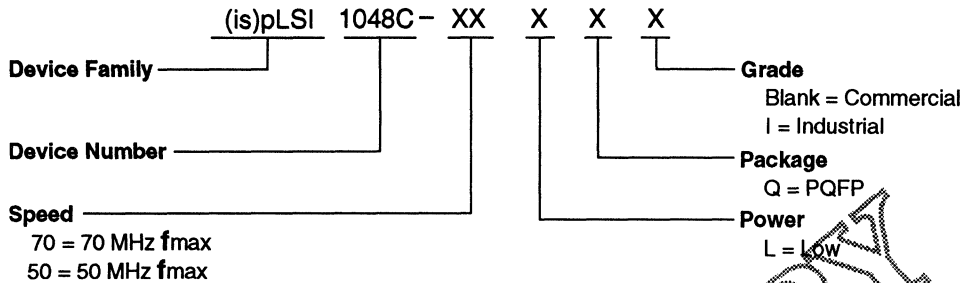 (is)pLSI 1048C - XX X X X
Device Family
Grade
Blank = Commercial
I = Industrial
Device Number
Package
Q = PQFP
Speed
70 = 70 MHz fmax
50 = 50 MHz fmax
Power
L = Low